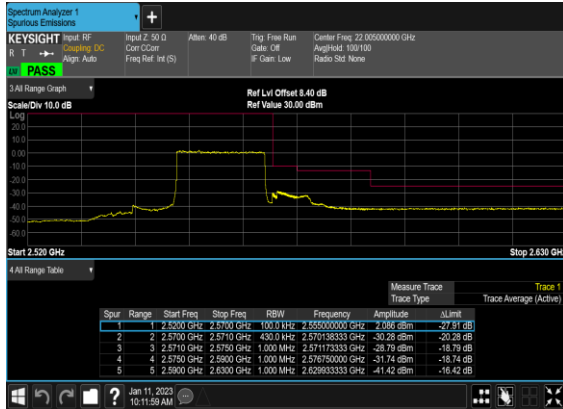 Spectrum Analyzer 1
Spurious Emissions
+
KEYSIGHT Input: RF Input Z: 50 Ω Atten: 40 dB Trig: Free Run Center Freq: 22.005000000 GHz
R T Coupling: DC Corr CCorr Gate: Off Avg|Hold: 100/100
Align: Auto Freq Ref: Int (S) IF Gain: Low Radio Std: None
PASS
3 All Range Graph
Ref Lvl Offset 8.40 dB
Scale/Div 10.0 dB Ref Value 30.00 dBm
Log
20.0
10.0
0.00
-10.0
-20.0
-30.0
-40.0
-50.0
-60.0
Start 2.520 GHz Stop 2.630 GHz
4 All Range Table
Measure Trace Trace 1
Trace Type Trace Average (Active)
Spur Range Start Freq Stop Freq RBW Frequency Amplitude ΔLimit
1 1 2.5200 GHz 2.5700 GHz 100.0 kHz 2.555000000 GHz 2.086 dBm -27.91 dB
2 2 2.5700 GHz 2.5710 GHz 430.0 kHz 2.570138333 GHz -30.28 dBm -20.28 dB
3 3 2.5710 GHz 2.5750 GHz 1.000 MHz 2.571173333 GHz -28.79 dBm -18.79 dB
4 4 2.5750 GHz 2.5900 GHz 1.000 MHz 2.576750000 GHz -31.74 dBm -18.74 dB
5 5 2.5900 GHz 2.6300 GHz 1.000 MHz 2.629933333 GHz -41.42 dBm -16.42 dB
? Jan 11, 2023
10:11:59 AM